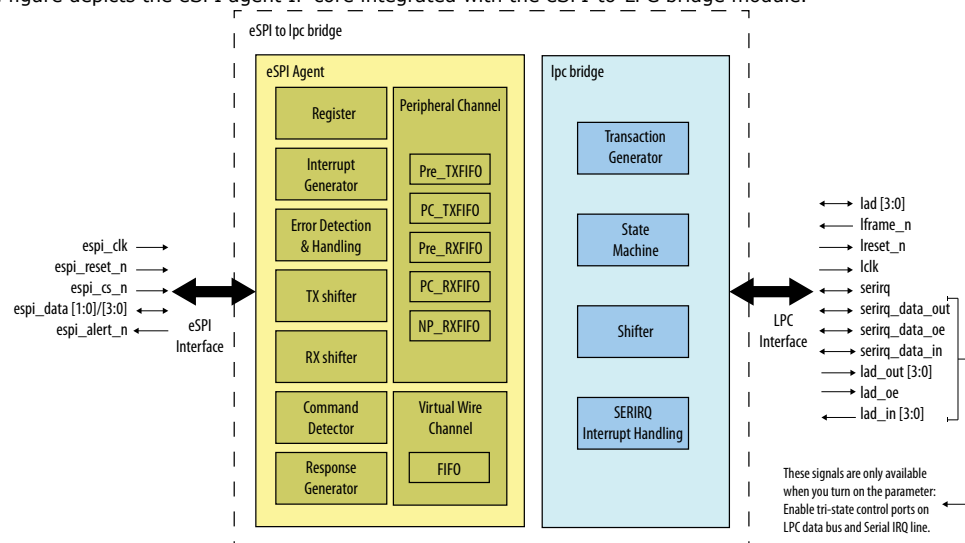 figure depicts the eSPI agent IP core integrated with the eSPI to LPC bridge module.
eSPI to lpc bridge
eSPI Agent
Register
Interrupt
Generator
Error Detection
& Handling
TX shifter
RX shifter
Command
Detector
Response
Generator
Peripheral Channel
Pre_TXFIFO
PC_TXFIFO
Pre_RXFIFO
PC_RXFIFO
NP_RXFIFO
Virtual Wire
Channel
FIFO
lpc bridge
Transaction
Generator
State
Machine
Shifter
SERIRQ
Interrupt Handling
espi_clk
espi_reset_n
espi_cs_n
espi_data [1:0]/[3:0]
espi_alert_n
eSPI
Interface
LPC
Interface
lad [3:0]
lframe_n
lreset_n
lclk
serirq
serirq_data_out
serirq_data_oe
serirq_data_in
lad_out [3:0]
lad_oe
lad_in [3:0]
These signals are only available
when you turn on the parameter:
Enable tri-state control ports on
LPC data bus and Serial IRQ line.